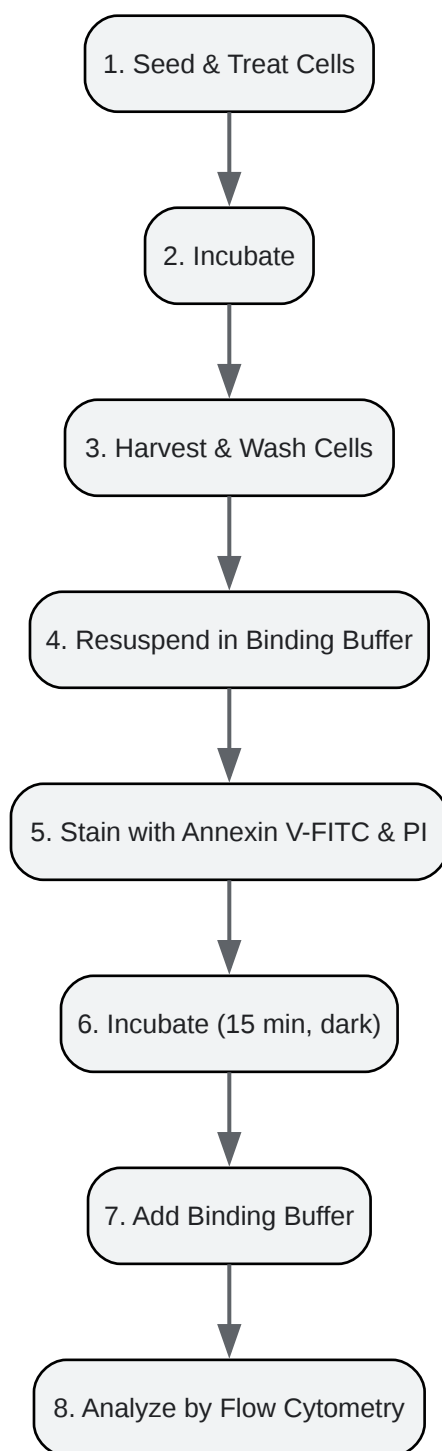 1. Seed & Treat Cells
2. Incubate
3. Harvest & Wash Cells
4. Resuspend in Binding Buffer
5. Stain with Annexin V-FITC & PI
6. Incubate (15 min, dark)
7. Add Binding Buffer
8. Analyze by Flow Cytometry